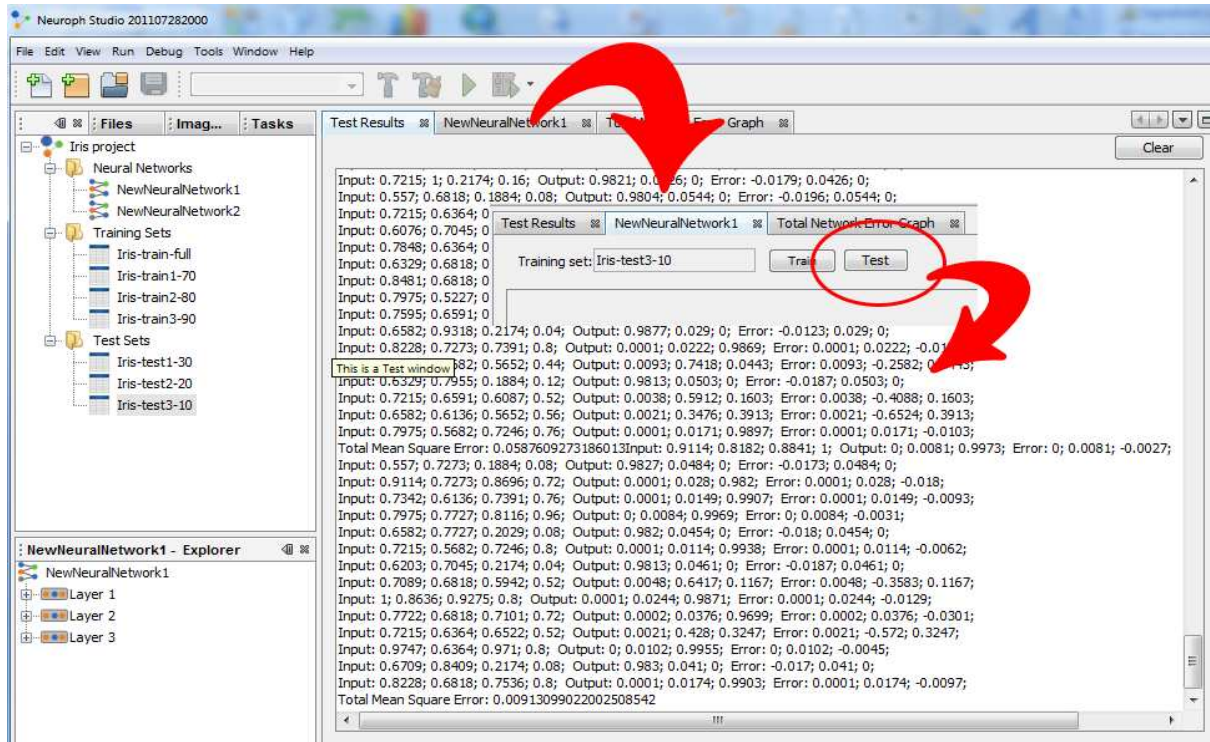 Neuroph Studio 201107282000
File Edit View Run Debug Tools Window Help
Files Imag... Tasks
Iris project
Neural Networks
NewNeuralNetwork1
NewNeuralNetwork2
Training Sets
Iris-train-full
Iris-train1-70
Iris-train2-80
Iris-train3-90
Test Sets
Iris-test1-30
Iris-test2-20
Iris-test3-10
NewNeuralNetwork1 - Explorer
NewNeuralNetwork1
Layer 1
Layer 2
Layer 3
Test Results NewNeuralNetwork1 Graph
Clear
Input: 0.7215; 1; 0.2174; 0.16; Output: 0.9821; 0; Error: -0.0179; 0.0426; 0;
Input: 0.557; 0.6818; 0.1884; 0.08; Output: 0.9804; 0.0544; 0; Error: -0.0196; 0.0544; 0;
Input: 0.7215; 0.6364; 0
Input: 0.6076; 0.7045; 0
Input: 0.7848; 0.6364; 0
Input: 0.6329; 0.6818; 0
Input: 0.8481; 0.6818; 0
Input: 0.7975; 0.5227; 0
Input: 0.7595; 0.6591; 0
Test Results NewNeuralNetwork1 Total Network Error Graph
Training set: Iris-test3-10 Train Test
Input: 0.6582; 0.9318; 0.2174; 0.04; Output: 0.9877; 0.029; 0; Error: -0.0123; 0.029; 0;
Input: 0.8228; 0.7273; 0.7391; 0.8; Output: 0.0001; 0.0222; 0.9869; Error: 0.0001; 0.0222;
This is a Test window
0.5652; 0.44; Output: 0.0093; 0.7418; 0.0443; Error: 0.0093; -0.2582;
Input: 0.6329; 0.7955; 0.1884; 0.12; Output: 0.9813; 0.0503; 0; Error: -0.0187; 0.0503; 0;
Input: 0.7215; 0.6591; 0.6087; 0.52; Output: 0.0038; 0.5912; 0.1603; Error: 0.0038; -0.4088; 0.1603;
Input: 0.6582; 0.6136; 0.5652; 0.56; Output: 0.0021; 0.3476; 0.3913; Error: 0.0021; -0.6524; 0.3913;
Input: 0.7975; 0.5682; 0.7246; 0.76; Output: 0.0001; 0.0171; 0.9897; Error: 0.0001; 0.0171; -0.0103;
Total Mean Square Error: 0.0587609273186013Input: 0.9114; 0.8182; 0.8841; 1; Output: 0; 0.0081; 0.9973; Error: 0; 0.0081; -0.0027;
Input: 0.557; 0.7273; 0.1884; 0.08; Output: 0.9827; 0.0484; 0; Error: -0.0173; 0.0484; 0;
Input: 0.9114; 0.7273; 0.8696; 0.72; Output: 0.0001; 0.028; 0.982; Error: 0.0001; 0.028; -0.018;
Input: 0.7342; 0.6136; 0.7391; 0.76; Output: 0.0001; 0.0149; 0.9907; Error: 0.0001; 0.0149; -0.0093;
Input: 0.7975; 0.7727; 0.8116; 0.96; Output: 0; 0.0084; 0.9969; Error: 0; 0.0084; -0.0031;
Input: 0.6582; 0.7727; 0.2029; 0.08; Output: 0.982; 0.0454; 0; Error: -0.018; 0.0454; 0;
Input: 0.7215; 0.5682; 0.7246; 0.8; Output: 0.0001; 0.0114; 0.9938; Error: 0.0001; 0.0114; -0.0062;
Input: 0.6203; 0.7045; 0.2174; 0.04; Output: 0.9813; 0.0461; 0; Error: -0.0187; 0.0461; 0;
Input: 0.7089; 0.6818; 0.5942; 0.52; Output: 0.0048; 0.6417; 0.1167; Error: 0.0048; -0.3583; 0.1167;
Input: 1; 0.8636; 0.9275; 0.8; Output: 0.0001; 0.0244; 0.9871; Error: 0.0001; 0.0244; -0.0129;
Input: 0.7722; 0.6818; 0.7101; 0.72; Output: 0.0002; 0.0376; 0.9699; Error: 0.0002; 0.0376; -0.0301;
Input: 0.7215; 0.6364; 0.6522; 0.52; Output: 0.0021; 0.428; 0.3247; Error: 0.0021; -0.572; 0.3247;
Input: 0.9747; 0.6364; 0.971; 0.8; Output: 0; 0.0102; 0.9955; Error: 0; 0.0102; -0.0045;
Input: 0.6709; 0.8409; 0.2174; 0.08; Output: 0.983; 0.041; 0; Error: -0.017; 0.041; 0;
Input: 0.8228; 0.6818; 0.7536; 0.8; Output: 0.0001; 0.0174; 0.9903; Error: 0.0001; 0.0174; -0.0097;
Total Mean Square Error: 0.00913099022002508542